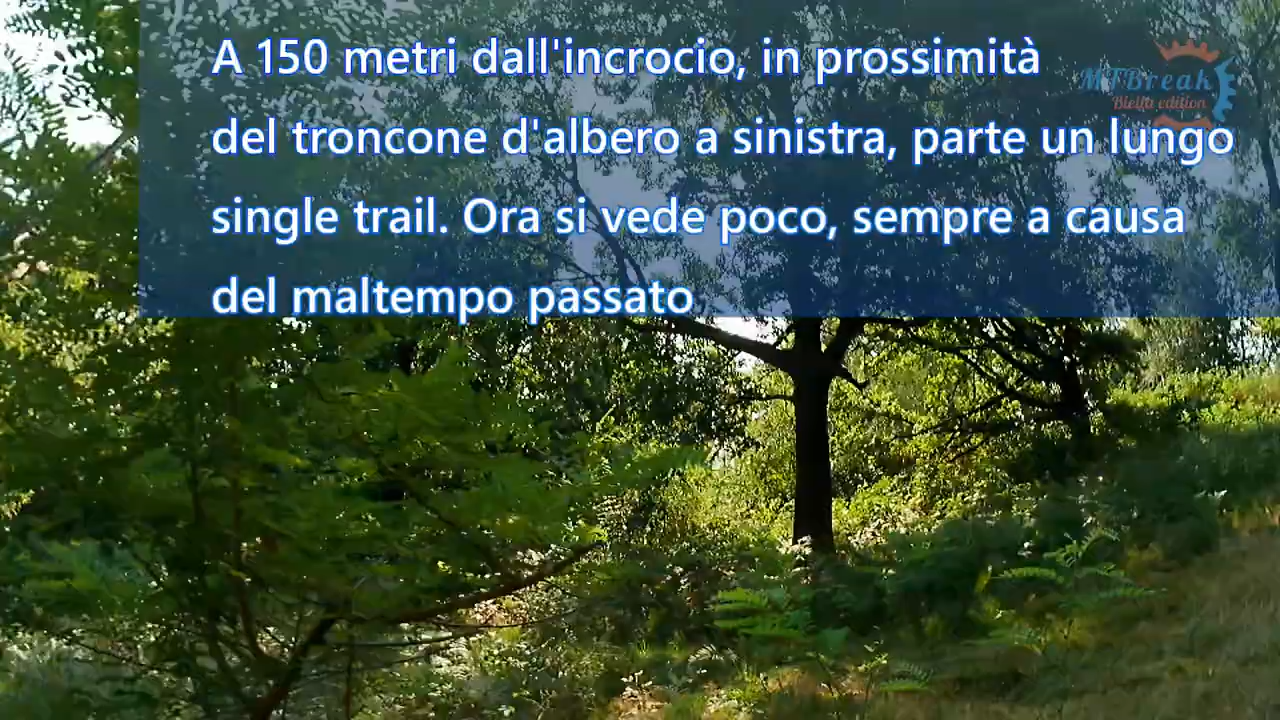 A 150 metri dall'incrocio, in prossimità
del troncone d'albero a sinistra, parte un lungo
single trail. Ora si vede poco, sempre a causa
del maltempo passato
MTBreak
Biella edition